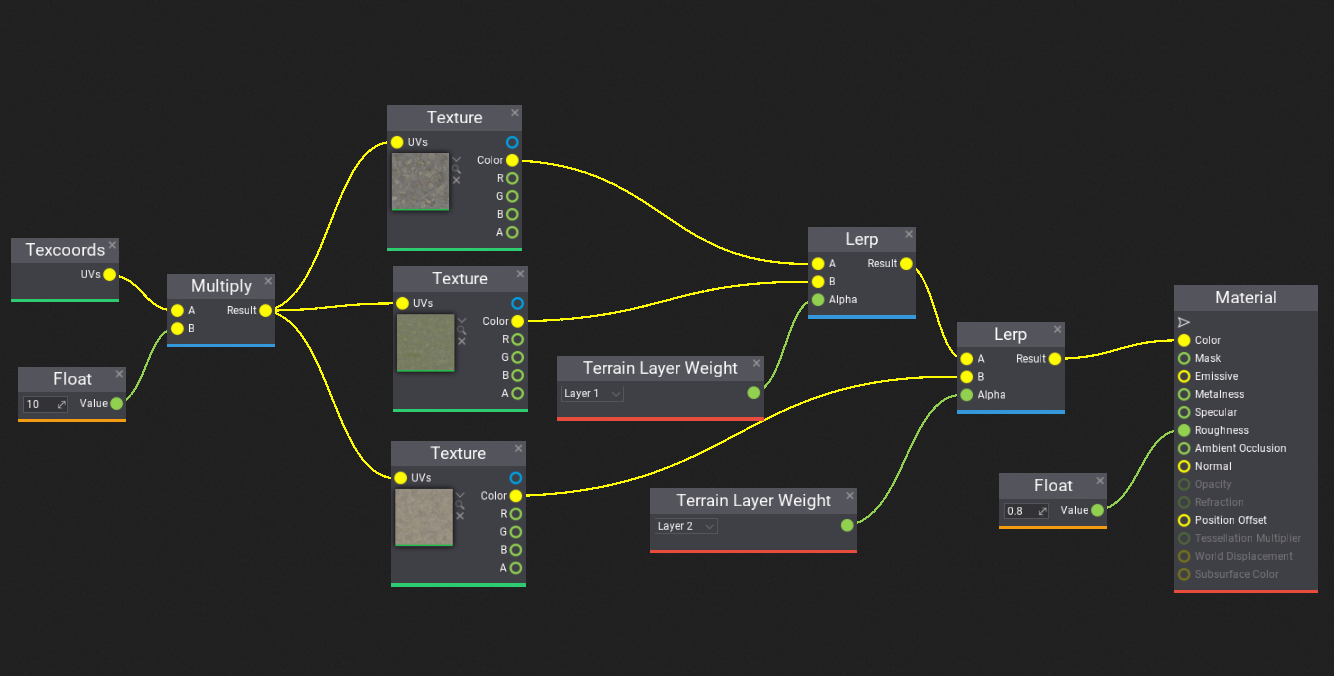 Texture
UVs
Color
R
G
B
A
Texcoords
UVs
Multiply
A
Result
B
Float
10
Value
Texture
UVs
Color
R
G
B
A
Texture
UVs
Color
R
G
B
A
Lerp
A
Result
B
Alpha
Terrain Layer Weight
Layer 1
Terrain Layer Weight
Layer 2
Lerp
A
Result
B
Alpha
Float
0.8
Value
Material
Color
Mask
Emissive
Metalness
Specular
Roughness
Ambient Occlusion
Normal
Opacity
Refraction
Position Offset
Tessellation Multiplier
World Displacement
Subsurface Color